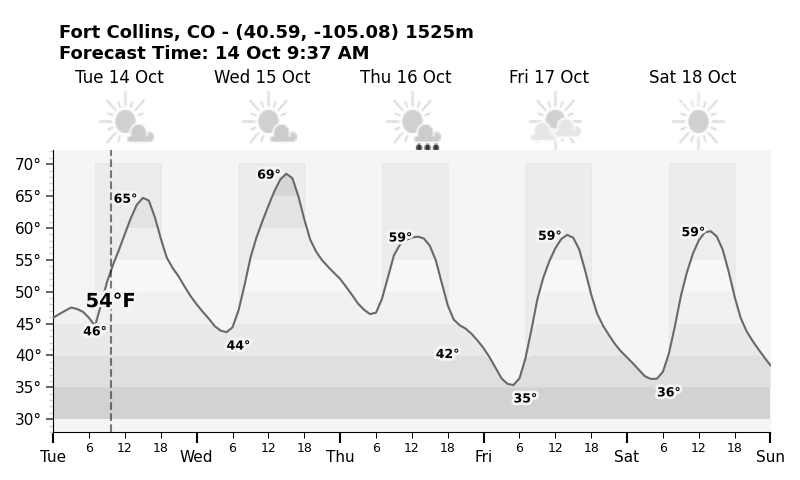 Fort Collins, CO - (40.59, -105.08) 1525m
Forecast Time: 14 Oct 9:37 AM
Tue 14 Oct Wed 15 Oct Thu 16 Oct Fri 17 Oct Sat 18 Oct
70°
65°
60°
55°
50°
45°
40°
35°
30°
65° 69° 59° 59° 59°
54°F
46° 44° 42° 35° 36°
6 12 18 6 12 18 6 12 18 6 12 18 6 12 18
Tue Wed Thu Fri Sat Sun